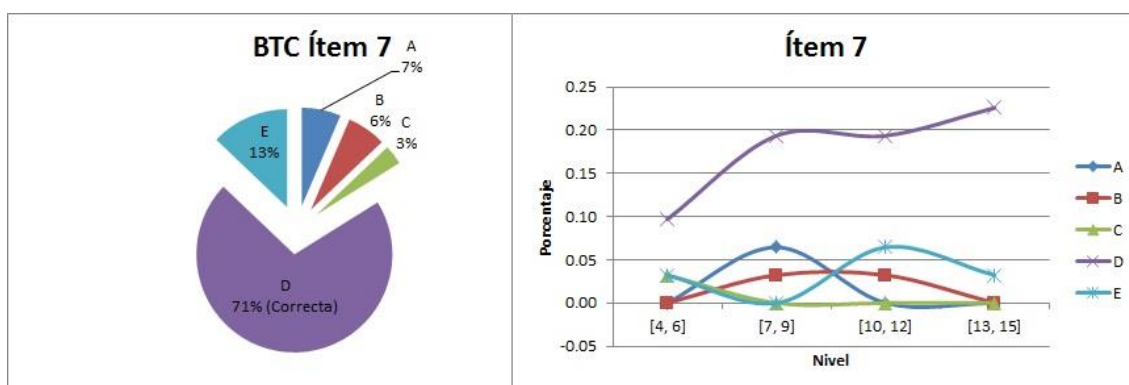 BTC Ítem 7
A
7%
B
6%
C
3%
E
13%
D
71% (Correcta)
Ítem 7
Porcentaje
0.25
0.20
0.15
0.10
0.05
0.00
-0.05
[4, 6]
[7, 9]
[10, 12]
[13, 15]
Nivel
A
B
C
D
E